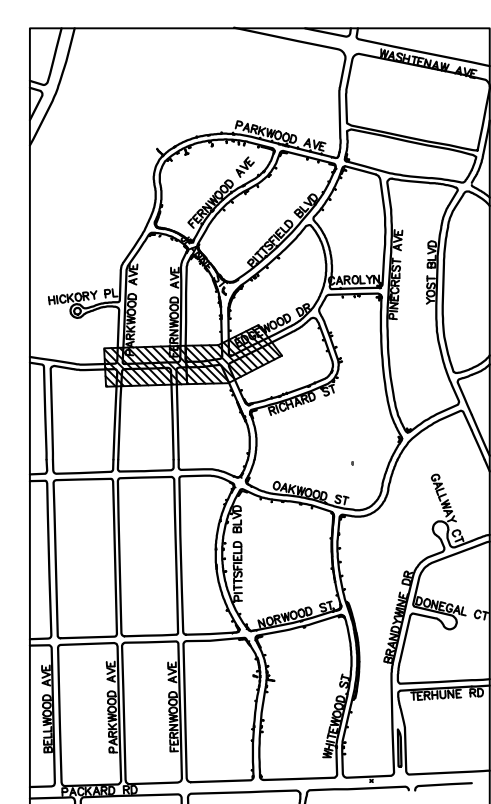 WASHTENAW AVE
PARKWOOD AVE
FERNWOOD AVE
PITTSFIELD BLVD
CAROLYN
PINECREST AVE
YOST BLVD
HICKORY PL
PARKWOOD AVE
FERNWOOD AVE
EDGEWOOD DR
RICHARD ST
OAKWOOD ST
GALLWAY CT
PITTSFIELD BLVD
BRANDYWINE DR
DONEGAL CT
NORWOOD ST
BELLWOOD AVE
PARKWOOD AVE
FERNWOOD AVE
WHITEWOOD ST
TERHUNE RD
PACKARD RD